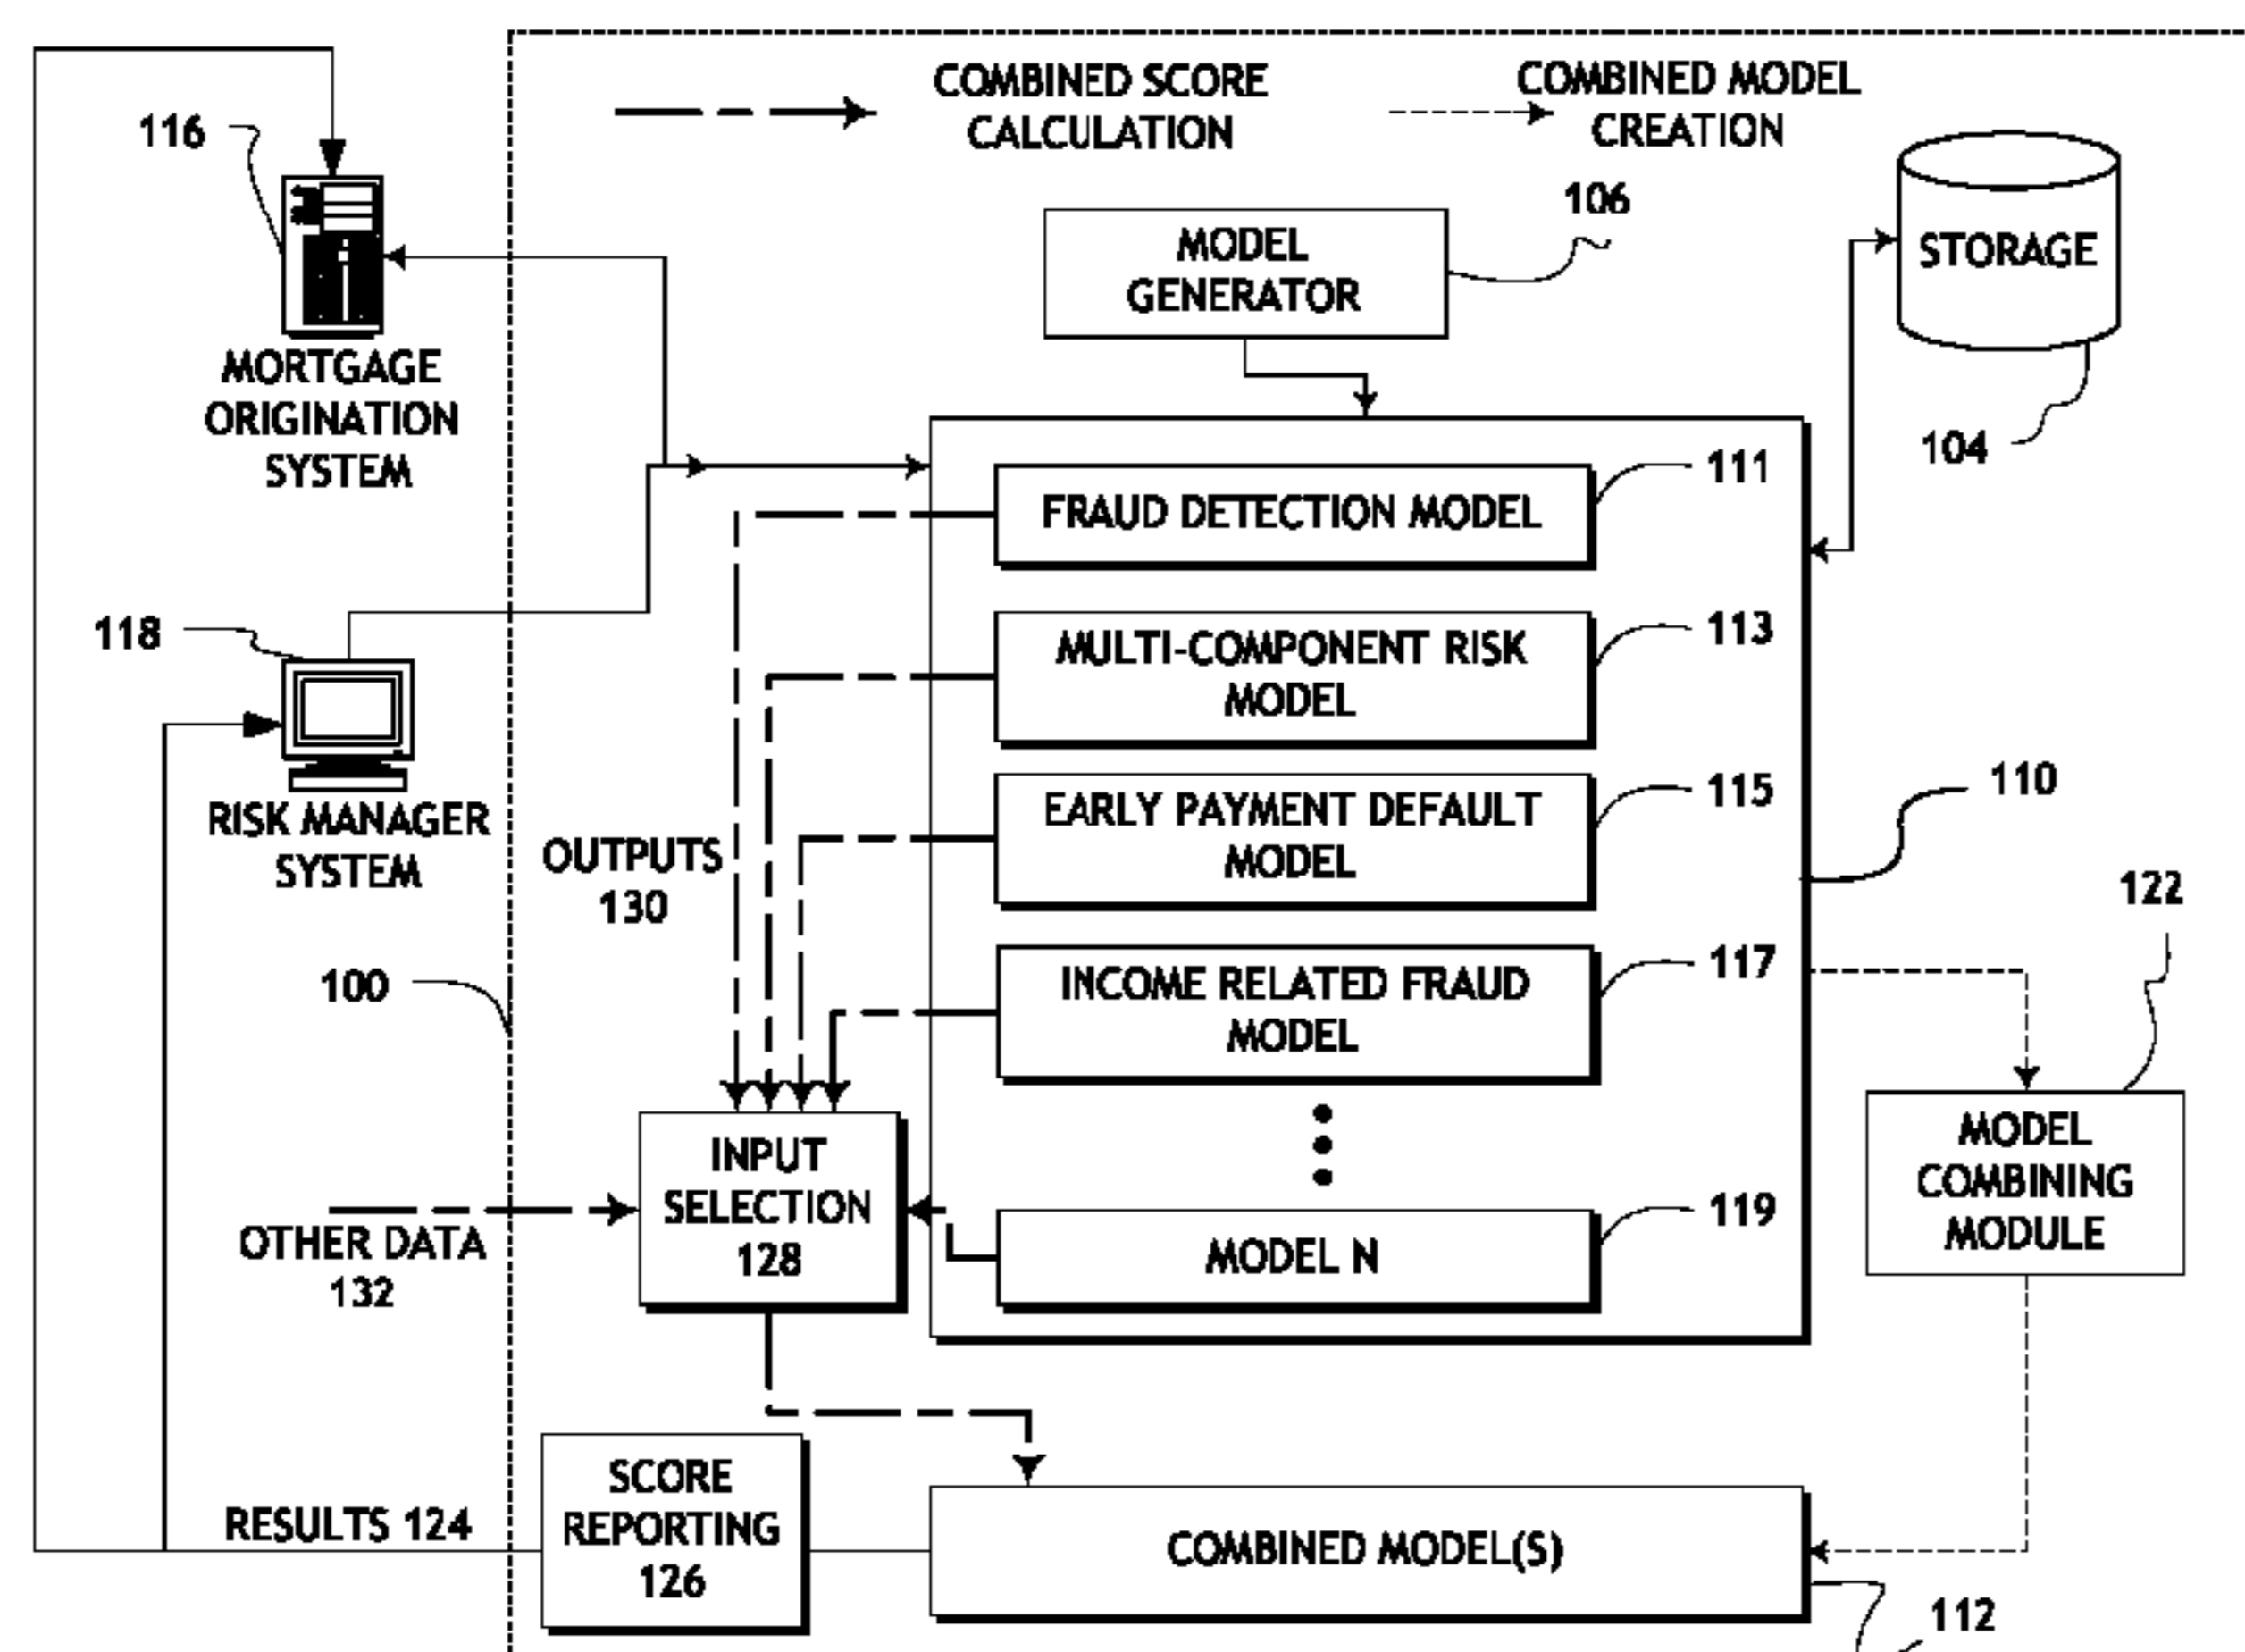 COMBINED SCORE
CALCULATION
COMBINED MODEL
CREATION
116
106
MODEL
GENERATOR
STORAGE
104
MORTGAGE
ORIGINATION
SYSTEM
111
FRAUD DETECTION MODEL
118
113
MULTI-COMPONENT RISK
MODEL
RISK MANAGER
SYSTEM
115
EARLY PAYMENT DEFAULT
MODEL
110
OUTPUTS
130
122
100
117
INCOME RELATED FRAUD
MODEL
MODEL
COMBINING
MODULE
INPUT
SELECTION
128
OTHER DATA
132
119
MODEL N
SCORE
REPORTING
126
RESULTS 124
COMBINED MODEL(S)
112